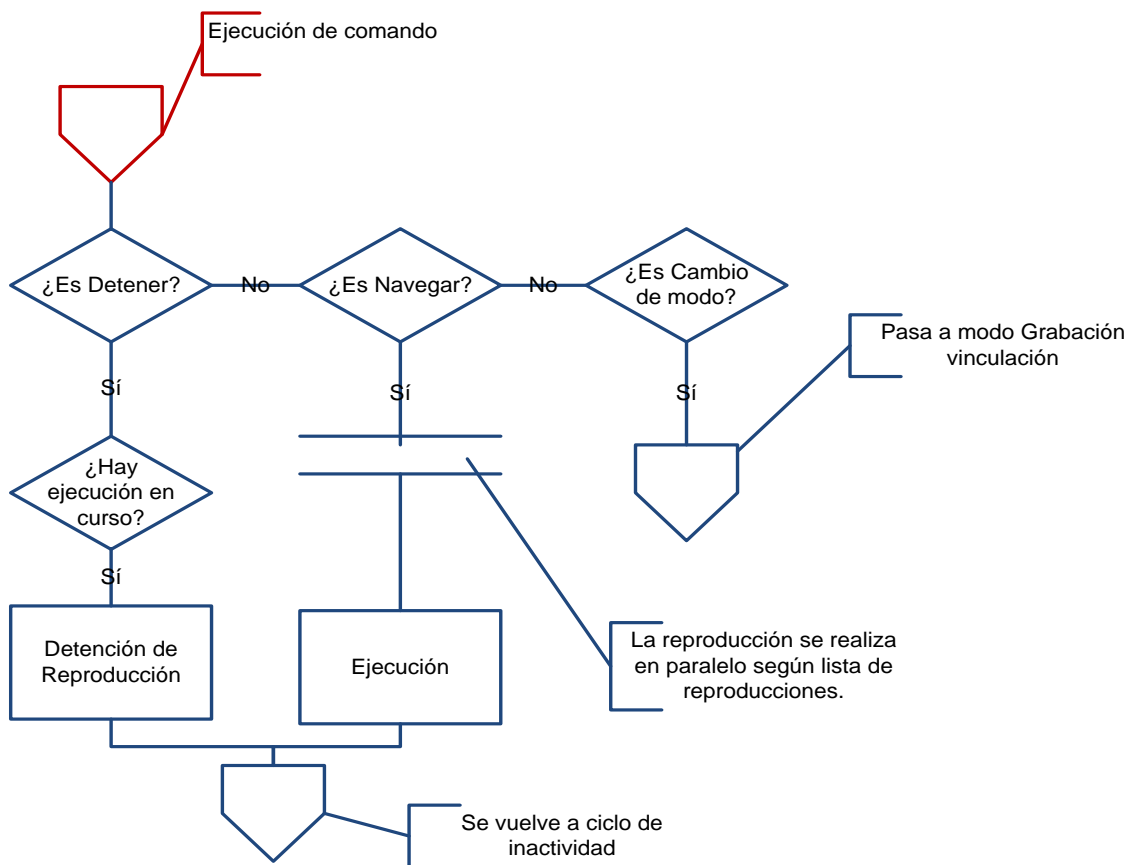 Ejecución de comando
¿Es Detener?
No
¿Es Navegar?
No
¿Es Cambio
de modo?
Pasa a modo Grabación
vinculación
Sí
Sí
Sí
¿Hay
ejecución en
curso?
Sí
Detención de
Reproducción
Ejecución
La reproducción se realiza
en paralelo según lista de
reproducciones.
Se vuelve a ciclo de
inactividad